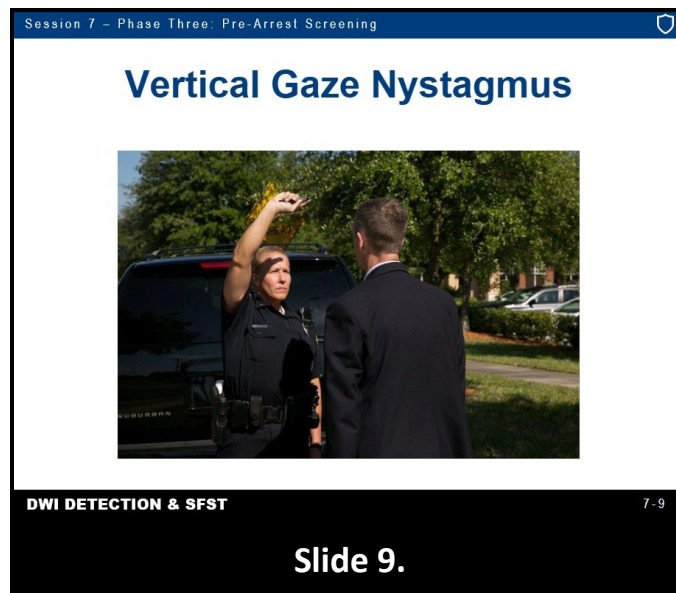 Session 7 – Phase Three: Pre-Arrest Screening
Vertical Gaze Nystagmus
SUBURBAN
DWI DETECTION & SFST
7-9
Slide 9.